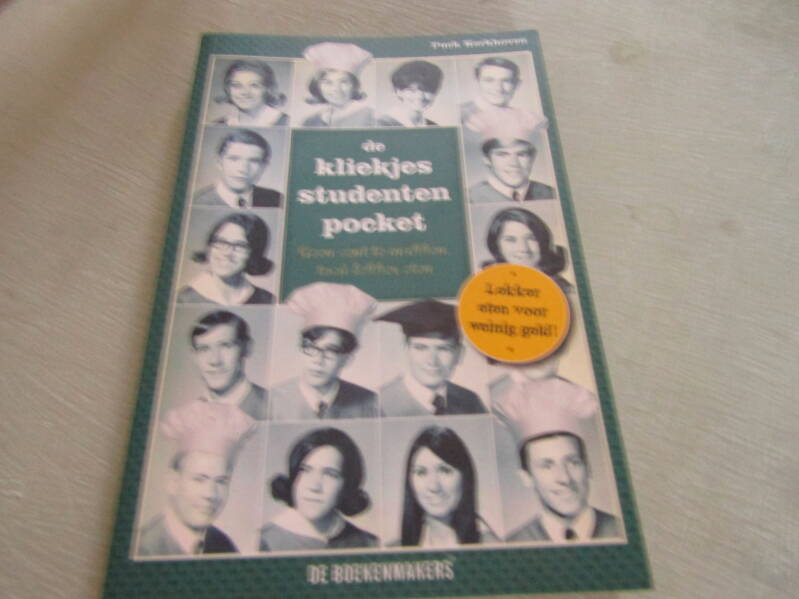 Puck Kerkhoven
de
kliekjes
studenten
pocket
Lekker
eten voor
weinig geld!
DE BOEKENMAKERS